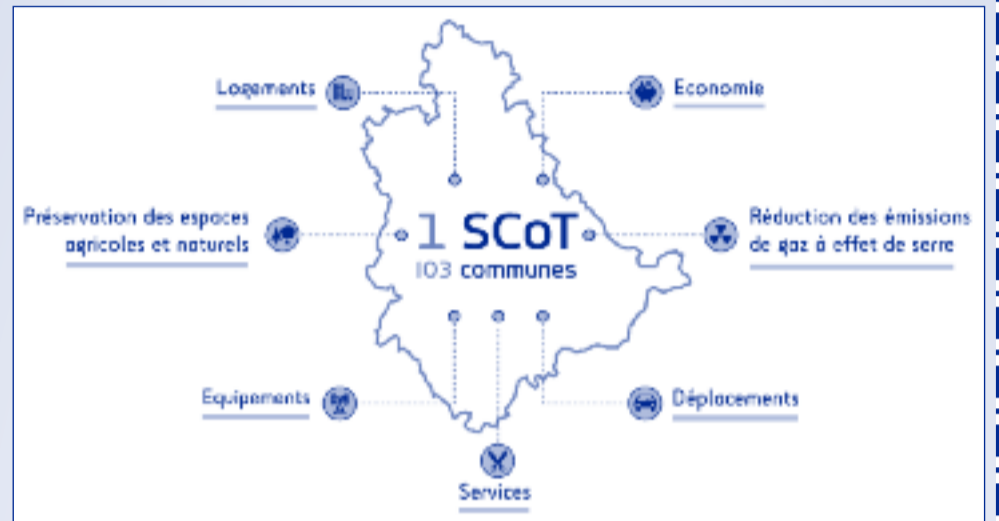 Logements
Economie
Préservation des espaces
agricoles et naturels
1 SCoT
103 communes
Réduction des émissions
de gaz à effet de serre
Equipements
Déplacements
Services